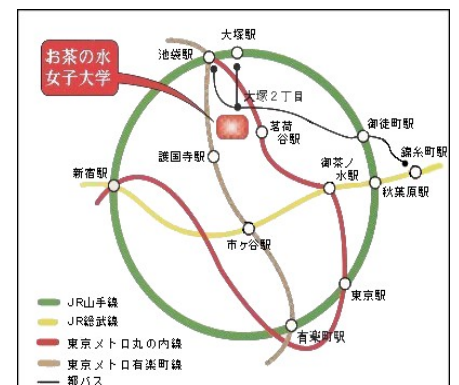 大塚駅
池袋駅
お茶の水
女子大学
大塚2丁目
茗荷
谷駅
御徒町駅
錦糸町駅
護国寺駅
御茶ノ
水駅
新宿駅
秋葉原駅
市ヶ谷駅
東京駅
有楽町駅
JR山手線
JR総武線
東京メトロ丸の内線
東京メトロ有楽町線
都バス